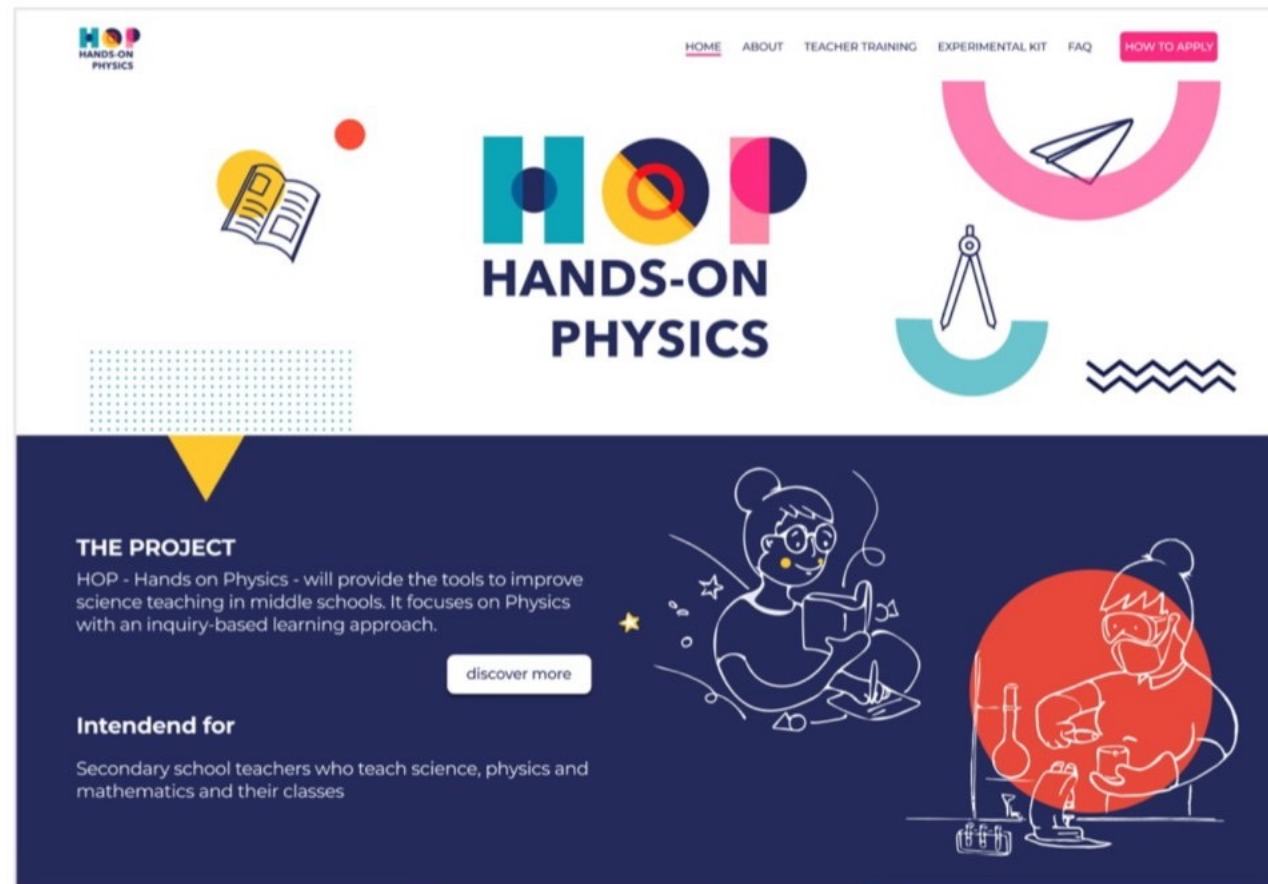 HOP
HANDS-ON
PHYSICS
HOME ABOUT TEACHER TRAINING EXPERIMENTAL KIT FAQ HOW TO APPLY
HOP
HANDS-ON
PHYSICS
THE PROJECT
HOP - Hands on Physics - will provide the tools to improve
science teaching in middle schools. It focuses on Physics
with an inquiry-based learning approach.
discover more
Intendend for
Secondary school teachers who teach science, physics and
mathematics and their classes